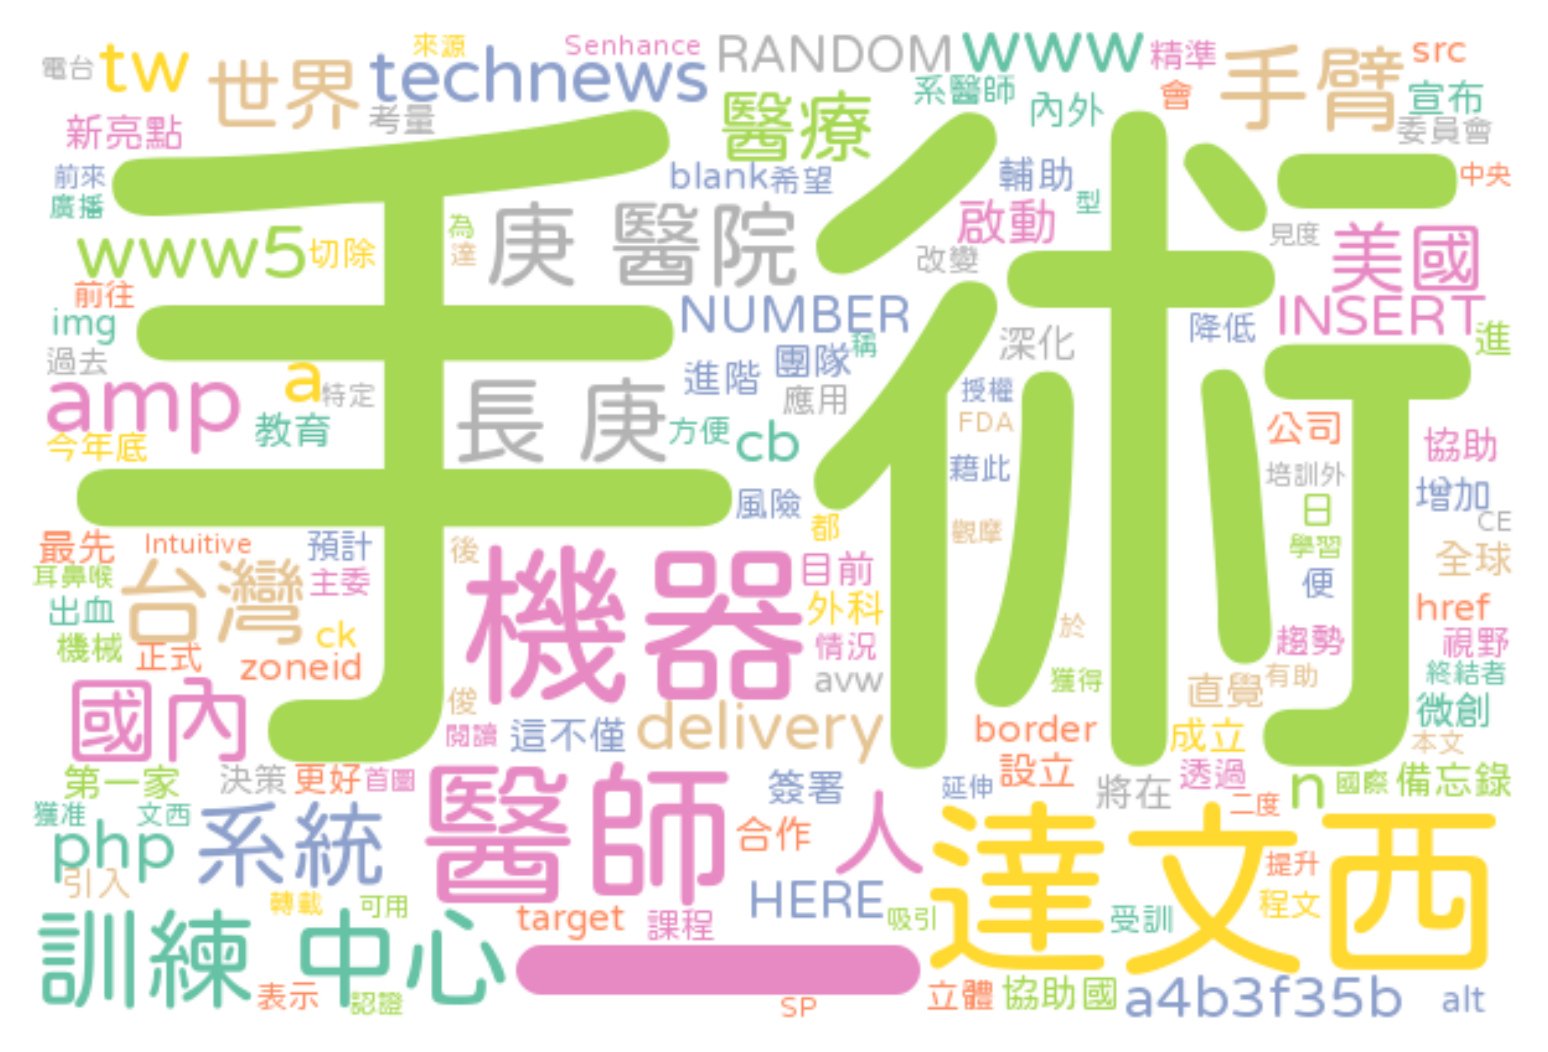 電台 tw 世界 來源 technews Senhance RANDOM www 精準 手臂 src
新亮點 考量 醫療 系醫師 內外 會 宣布 委員會
前來 廣播 blank 希望 輔助 型 中央
手術
www5 切除 為 達 庚 醫院 啟動 改變 見度 美國
前往 img NUMBER 稱 深化 降低 INSERT 進
過去 amp a 特定 長 庚 進階 團隊 應用 授權
今年底 教育 方便 cb FDA 公司 協助
風險 藉此 培訓外 增加
都 觀摩 日 CE
最先 Intuitive 預計 後 機器 目前 學習 全球
耳鼻喉 台灣 主委 外科 便
出血 ck 情況 於 href
機械 正式 zoneid avw 趨勢 視野
國內 俊 獲得 直覺 有助 終結者
閱讀 這不僅 delivery border 成立 微創 本文
第一家 決策 更好 首圖 醫師 簽署 設立 將在 透過 n 國際 備忘錄
獲准 文西 系統 延伸 二度
php 合作 人 達文西 提升
引入 轉載 可用 HERE 吸引 受訓 程文
訓練 中心 target 課程
一
表示 認證 SP 立體 協助 國 a4b3f35b alt